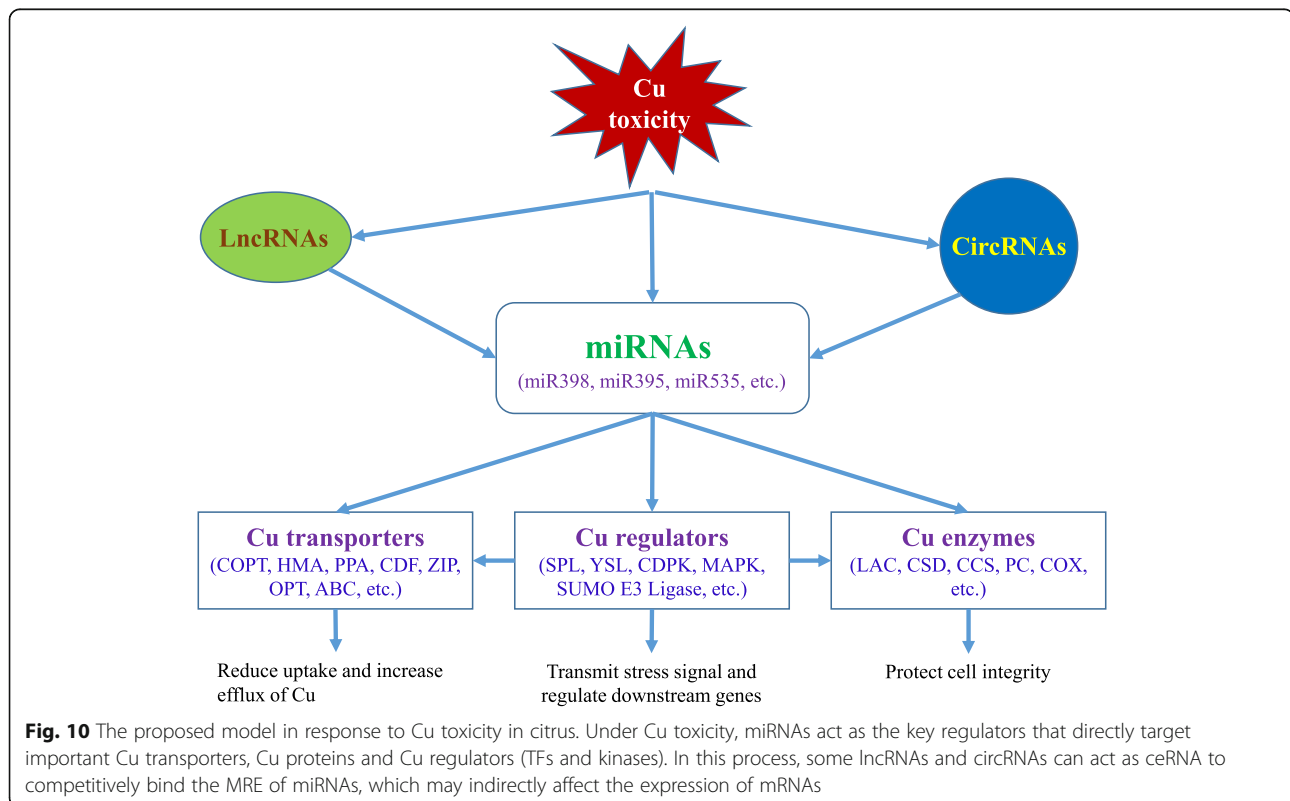 Cu
toxicity
LncRNAs
CircRNAs
miRNAs
(miR398, miR395, miR535, etc.)
Cu transporters
(COPT, HMA, PPA, CDF, ZIP,
OPT, ABC, etc.)
Cu regulators
(SPL, YSL, CDPK, MAPK,
SUMO E3 Ligase, etc.)
Cu enzymes
(LAC, CSD, CCS, PC, COX,
etc.)
Reduce uptake and increase
efflux of Cu
Transmit stress signal and
regulate downstream genes
Protect cell integrity
Fig. 10 The proposed model in response to Cu toxicity in citrus. Under Cu toxicity, miRNAs act as the key regulators that directly target
important Cu transporters, Cu proteins and Cu regulators (TFs and kinases). In this process, some lncRNAs and circRNAs can act as ceRNA to
competitively bind the MRE of miRNAs, which may indirectly affect the expression of mRNAs